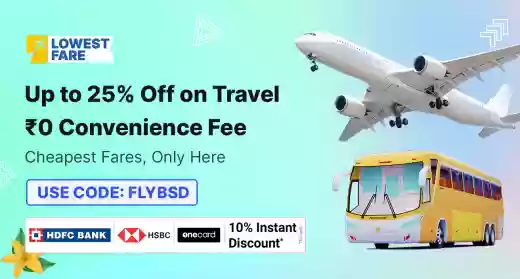 LOWEST
FARE
Up to 25% Off on Travel
₹0 Convenience Fee
Cheapest Fares, Only Here
USE CODE: FLYBSD
HDFC BANK
HSBC
onecard
10% Instant
Discount*